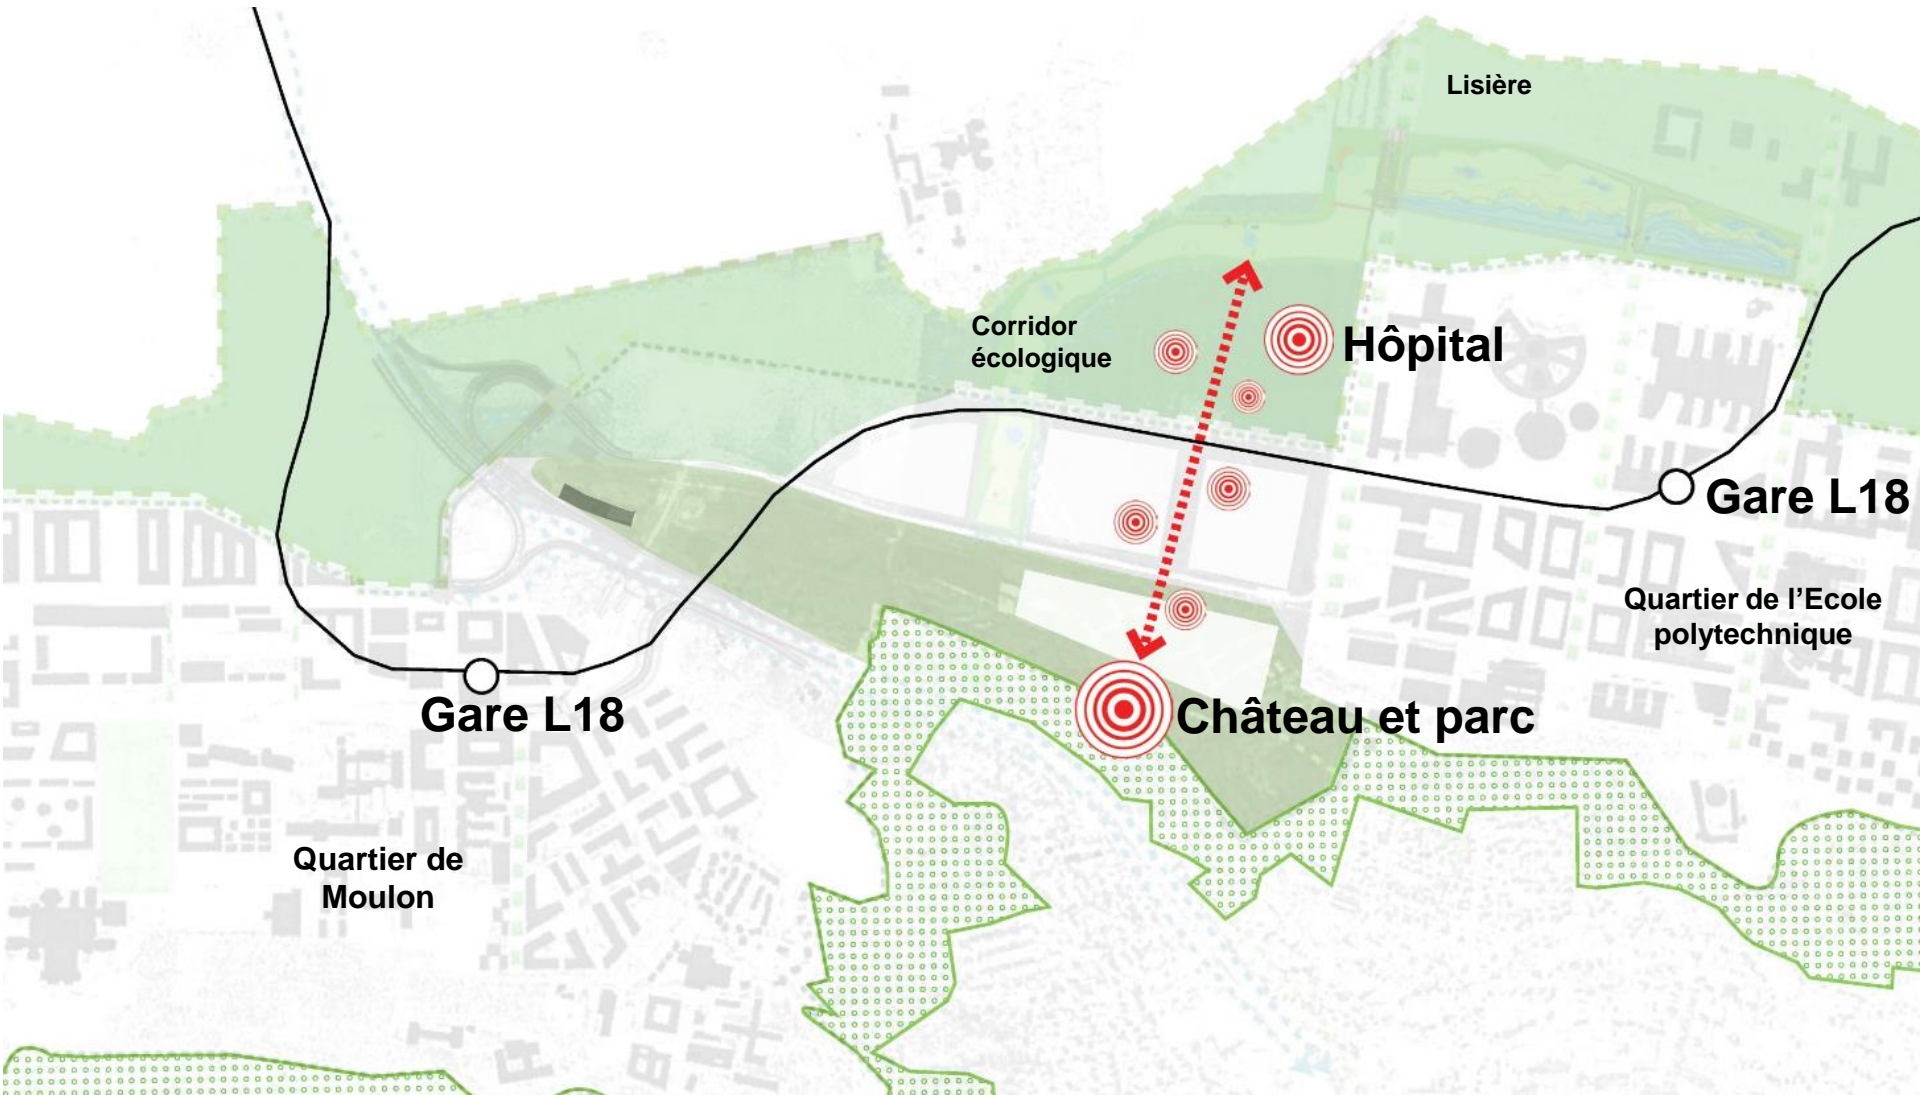 Lisière
Corridor
écologique
Hôpital
Gare L18
Quartier de l’Ecole
polytechnique
Gare L18
Château et parc
Quartier de
Moulon